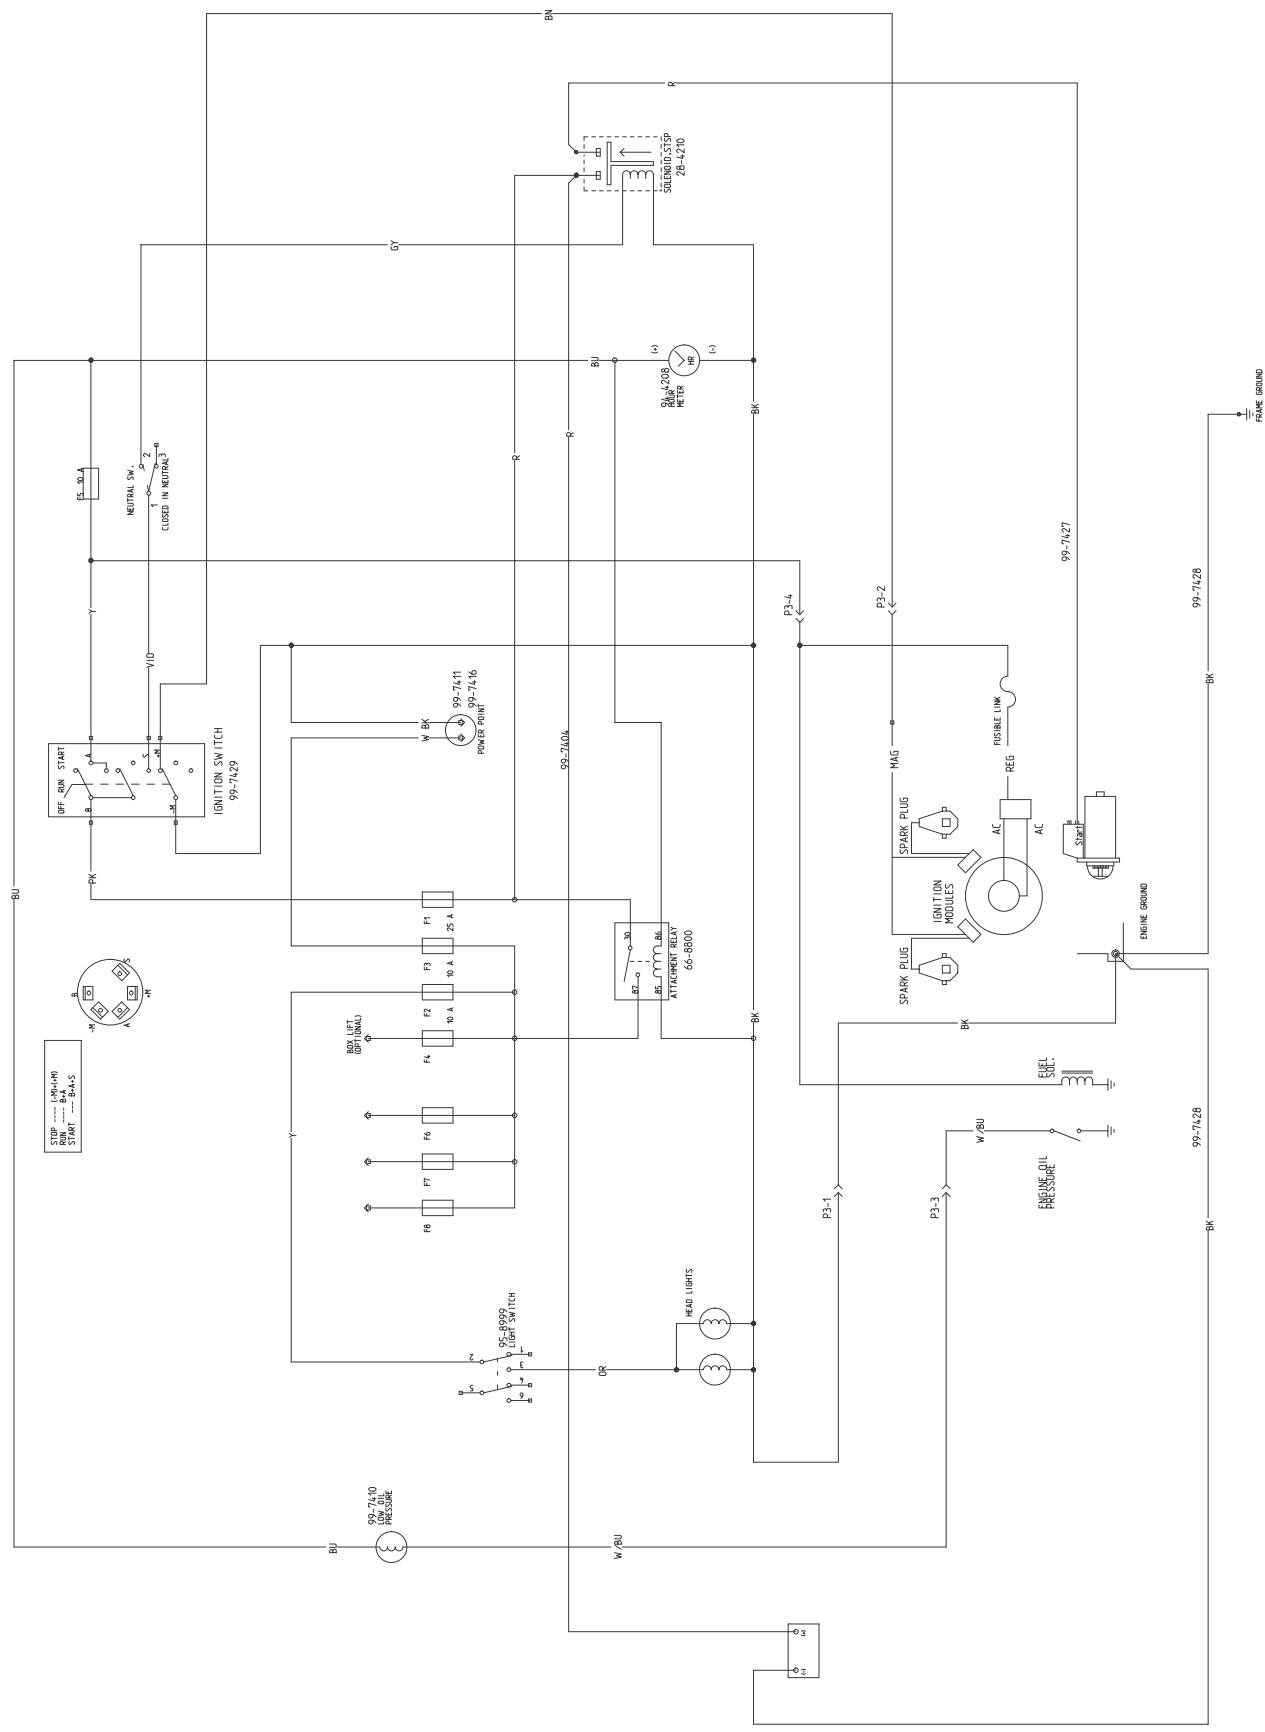 BN
R
SOLENOID,STSP
28-4210
GY
BU
(+)
(-)
HR
94-4208
HOUR
METER
BK
R
R
F5 10 A
NEUTRAL SW.
2
3
1
CLOSED IN NEUTRAL
FRAME GROUND
99-7427
99-7428
P3-4
P3-2
Y
VIO
BK
99-7411
99-7416
POWER POINT
BK
W
99-7404
OFF RUN START
A
S
+M
B
-M
IGNITION SWITCH
99-7429
FUSIBLE LINK
MAG
REG
SPARK PLUG
AC
AC
Start
IGNITION
MODULES
SPARK PLUG
ENGINE GROUND
BU
PK
F1
25 A
F3
10 A
F2
10 A
F4
BOX LIFT
(OPTIONAL)
30
86
87
85
ATTACHMENT RELAY
66-8800
BK
BK
S
B
+M
-M
A
STOP ---- (-M)+(+M)
RUN ---- B+A
START --- B+A+S
FUEL
SOL.
W/BU
99-7428
ENGINE OIL
PRESSURE
Y
F6
F7
F8
P3-1
P3-3
BK
HEAD LIGHTS
95-8999
LIGHT SWITCH
2
1
3
5
4
6
OR
99-7410
LOW OIL
PRESSURE
BU
W/BU
(+)
(-)